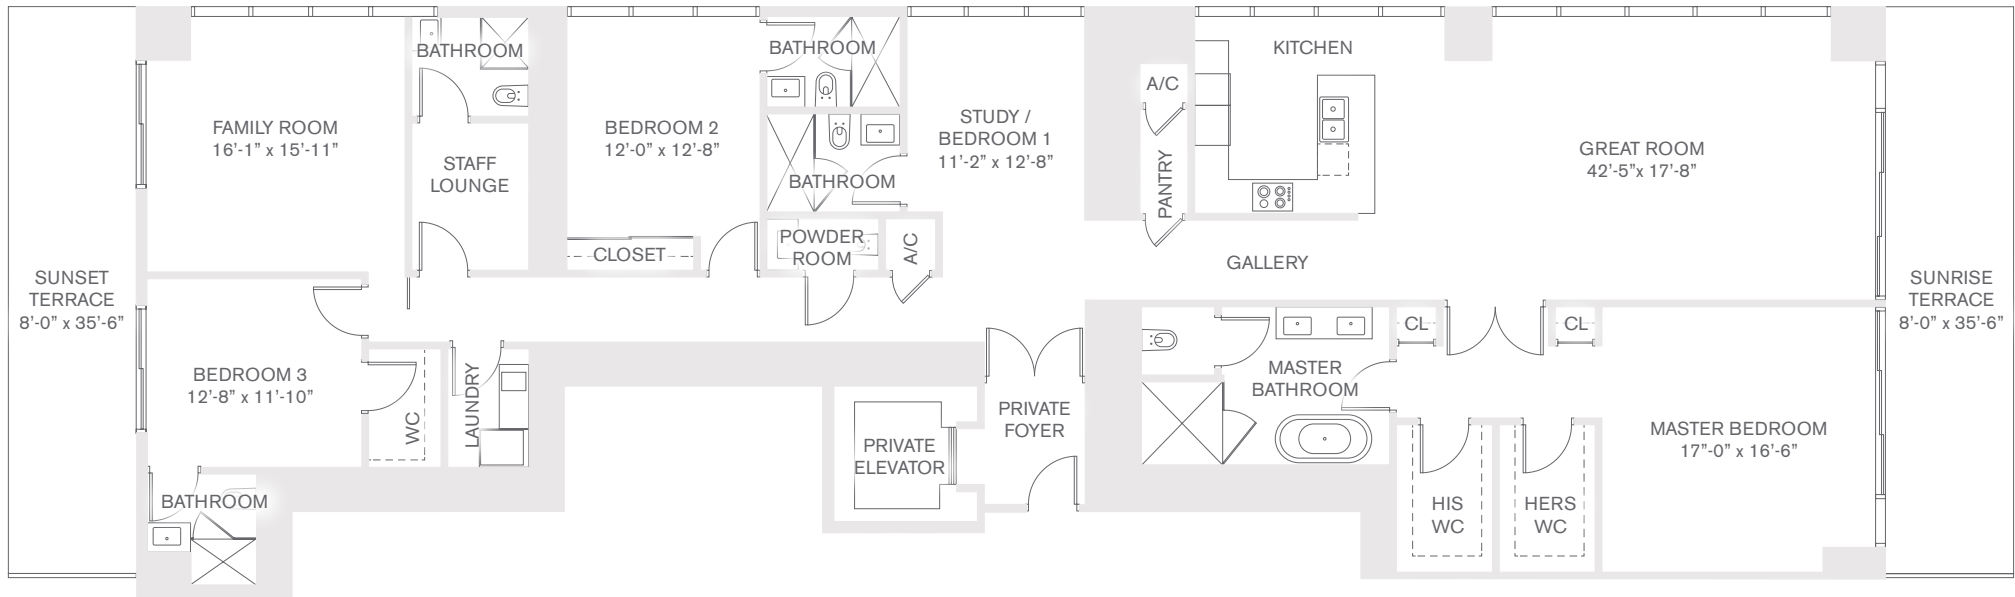 SUNSET
TERRACE
8'-0” x 35'-6”
FAMILY ROOM
16'-1” x 15'-11”
BATHROOM
STAFF
LOUNGE
BEDROOM 2
12'-0” x 12'-8”
CLOSET
BATHROOM
BATHROOM
POWDER
ROOM
A/C
STUDY /
BEDROOM 1
11'-2” x 12'-8”
A/C
PANTRY
KITCHEN
GALLERY
GREAT ROOM
42'-5”x 17'-8”
SUNRISE
TERRACE
8'-0” x 35'-6”
BEDROOM 3
12'-8” x 11'-10”
WC
LAUNDRY
BATHROOM
PRIVATE
ELEVATOR
PRIVATE
FOYER
MASTER
BATHROOM
CL
CL
HIS
WC
HERS
WC
MASTER BEDROOM
17”-0” x 16'-6”